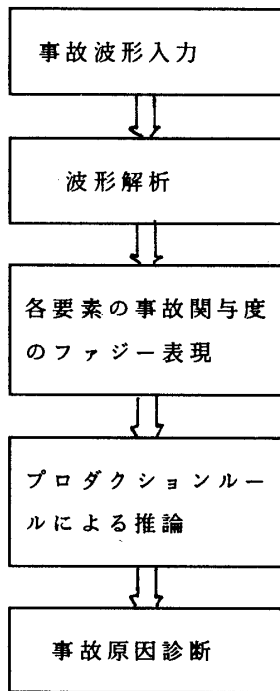 事故波形入力
波形解析
各要素の事故関与度
のファジー表現
プロダクションルー
ルによる推論
事故原因診断